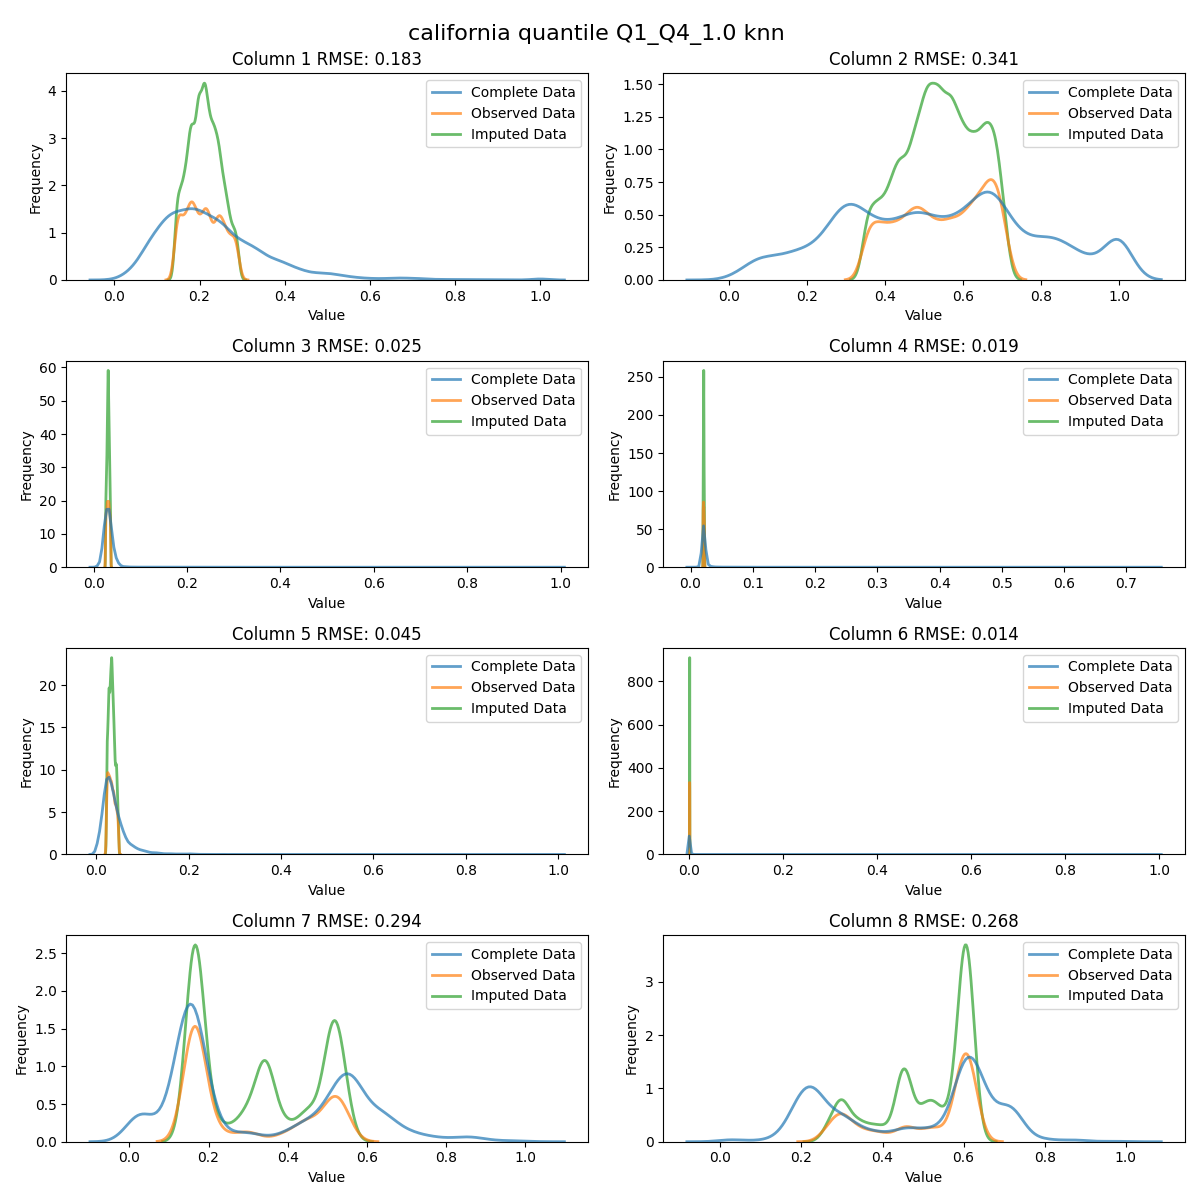 california quantile Q1_Q4_1.0 knn
Column 1 RMSE: 0.183
Frequency
4
3
2
1
0
Complete Data
Observed Data
Imputed Data
0.0 0.2 0.4 0.6 0.8 1.0
Value
Column 2 RMSE: 0.341
Frequency
1.50
1.25
1.00
0.75
0.50
0.25
0.00
Complete Data
Observed Data
Imputed Data
0.0 0.2 0.4 0.6 0.8 1.0
Value
Column 3 RMSE: 0.025
Frequency
60
50
40
30
20
10
0
Complete Data
Observed Data
Imputed Data
0.0 0.2 0.4 0.6 0.8 1.0
Value
Column 4 RMSE: 0.019
Frequency
250
200
150
100
50
0
Complete Data
Observed Data
Imputed Data
0.0 0.1 0.2 0.3 0.4 0.5 0.6 0.7
Value
Column 5 RMSE: 0.045
Frequency
20
15
10
5
0
Complete Data
Observed Data
Imputed Data
0.0 0.2 0.4 0.6 0.8 1.0
Value
Column 6 RMSE: 0.014
Frequency
800
600
400
200
0
Complete Data
Observed Data
Imputed Data
0.0 0.2 0.4 0.6 0.8 1.0
Value
Column 7 RMSE: 0.294
Frequency
2.5
2.0
1.5
1.0
0.5
0.0
Complete Data
Observed Data
Imputed Data
0.0 0.2 0.4 0.6 0.8 1.0
Value
Column 8 RMSE: 0.268
Frequency
3
2
1
0
Complete Data
Observed Data
Imputed Data
0.0 0.2 0.4 0.6 0.8 1.0
Value